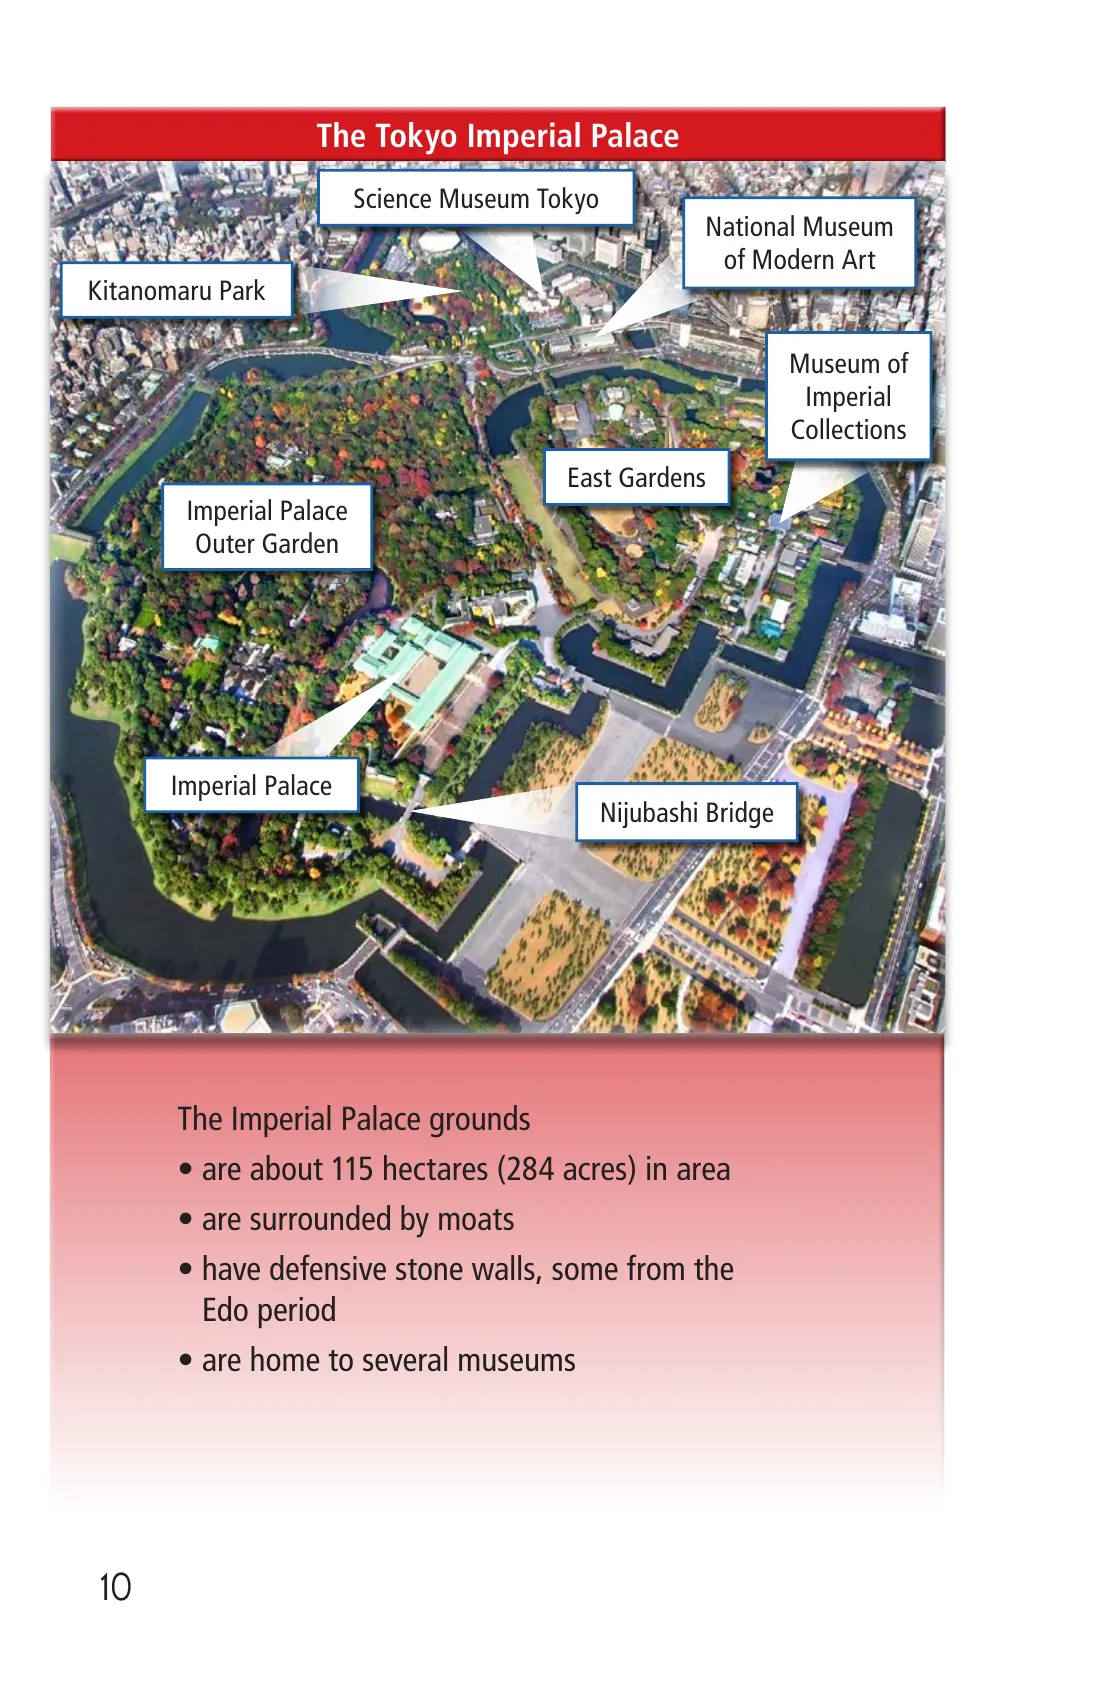 The Tokyo Imperial Palace
Science Museum Tokyo
National Museum
of Modern Art
Kitanomaru Park
Museum of
Imperial
Collections
East Gardens
Imperial Palace
Outer Garden
Imperial Palace
Nijubashi Bridge
The Imperial Palace grounds
• are about 115 hectares (284 acres) in area
• are surrounded by moats
• have defensive stone walls, some from the
Edo period
• are home to several museums
10